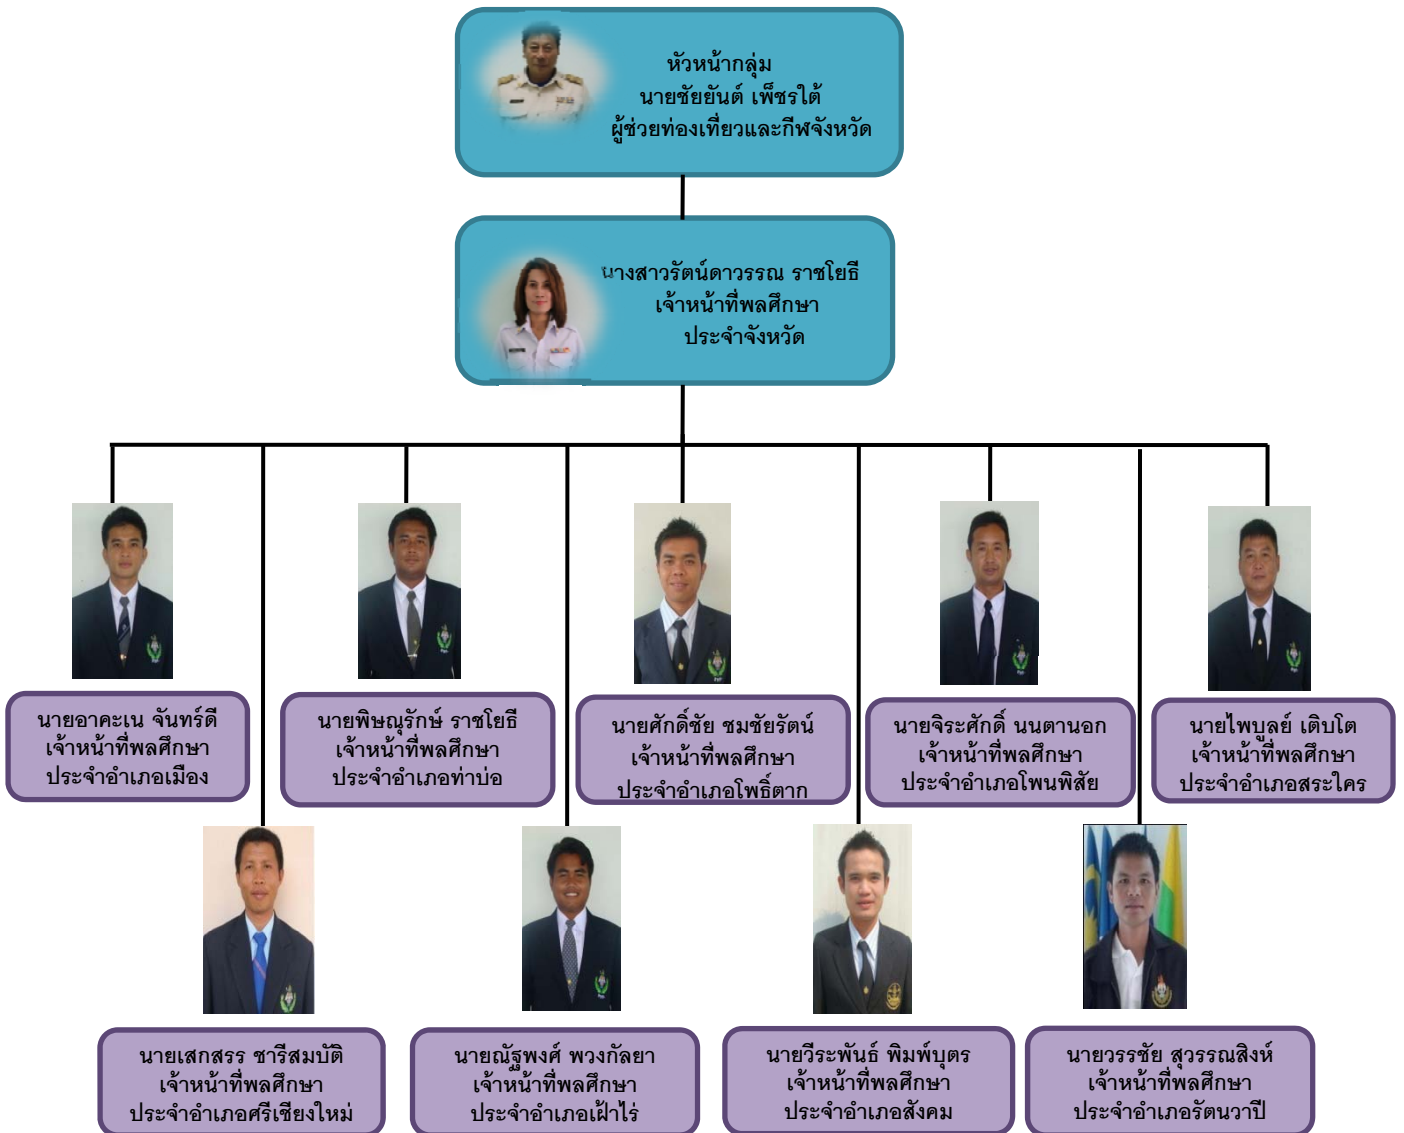 หัวหน้ากลุ่ม
นายชัยยันต์ เพ็ชรใต้
ผู้ช่วยท่องเที่ยวและกีฬาจังหวัด
นางสาวรัตน์ดาวรรณ ราชโยธี
เจ้าหน้าที่พลศึกษา
ประจำจังหวัด
นายอาคะเน จันทร์ดี
เจ้าหน้าที่พลศึกษา
ประจำอำเภอเมือง
นายพิษณุรักษ์ ราชโยธี
เจ้าหน้าที่พลศึกษา
ประจำอำเภอท่าบ่อ
นายศักดิ์ชัย ชมชัยรัตน์
เจ้าหน้าที่พลศึกษา
ประจำอำเภอโพธิ์ตาก
นายจิระศักดิ์ นนตานอก
เจ้าหน้าที่พลศึกษา
ประจำอำเภอโพนพิสัย
นายไพบูลย์ เติบโต
เจ้าหน้าที่พลศึกษา
ประจำอำเภอสระใคร
นายเสกสรร ชารีสมบัติ
เจ้าหน้าที่พลศึกษา
ประจำอำเภอศรีเชียงใหม่
นายณัฐพงศ์ พวงกัลยา
เจ้าหน้าที่พลศึกษา
ประจำอำเภอเฝ้าไร่
นายวีระพันธ์ พิมพ์บุตร
เจ้าหน้าที่พลศึกษา
ประจำอำเภอสังคม
นายวรรชัย สุวรรณสิงห์
เจ้าหน้าที่พลศึกษา
ประจำอำเภอรัตนวาปี